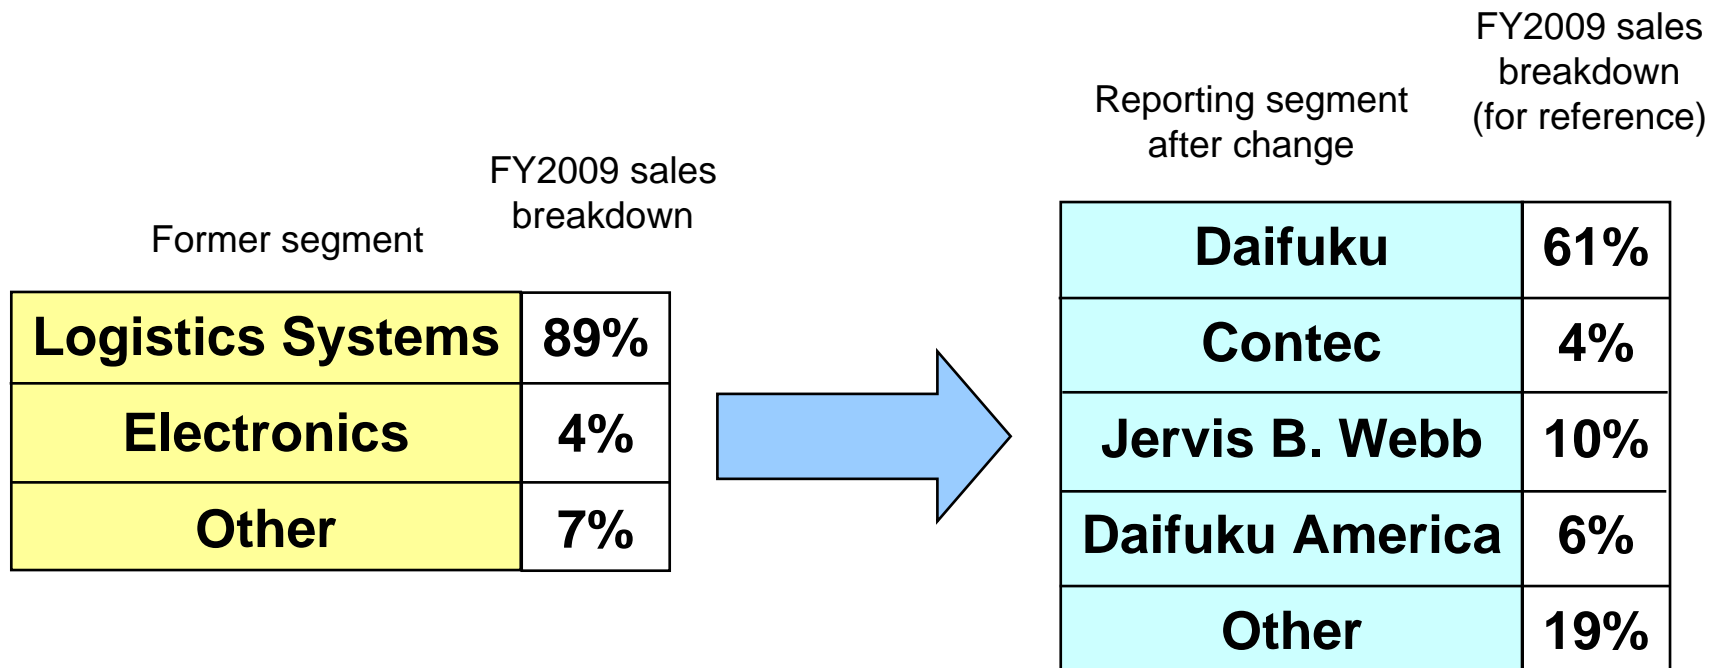 Former segment
FY2009 sales
breakdown
Logistics Systems 89%
Electronics 4%
Other 7%
Reporting segment
after change
FY2009 sales
breakdown
(for reference)
Daifuku 61%
Contec 4%
Jervis B. Webb 10%
Daifuku America 6%
Other 19%